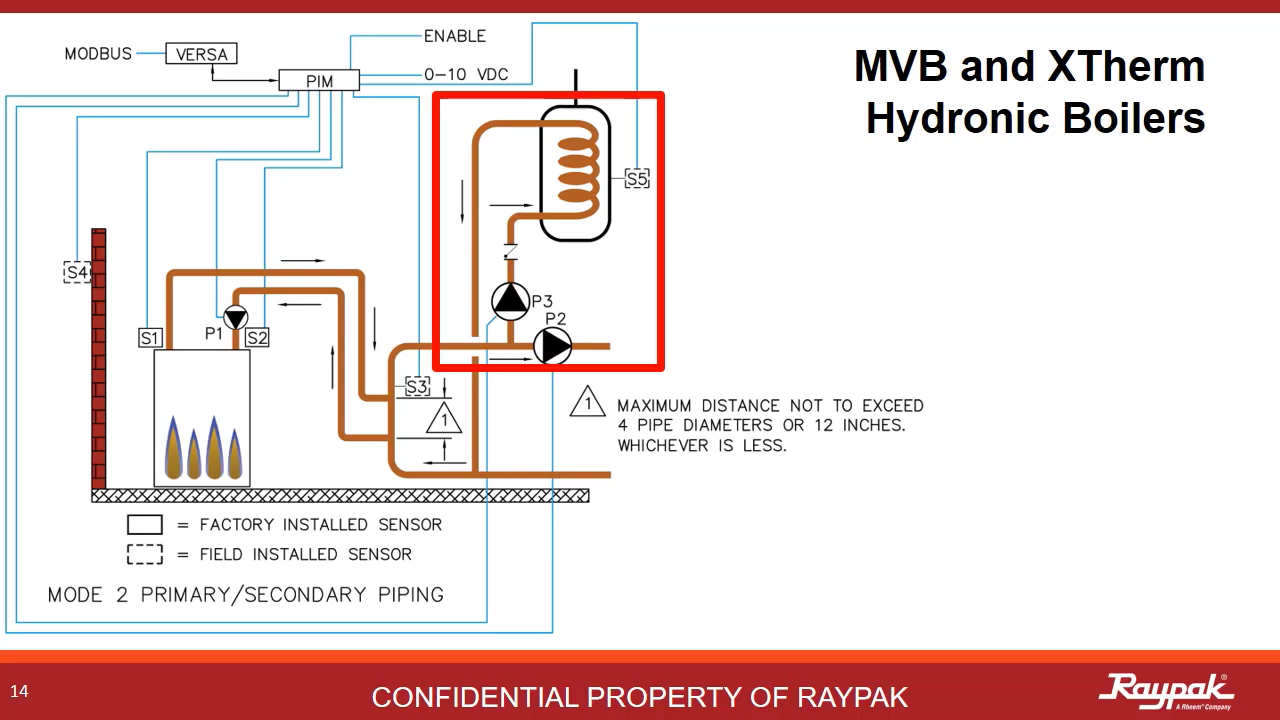 MVB and XTherm
Hydronic Boilers
MODBUS
VERSA
PIM
ENABLE
0-10 VDC
S5
S4
P3
P2
P1
S1
S2
S3
1
1
MAXIMUM DISTANCE NOT TO EXCEED
4 PIPE DIAMETERS OR 12 INCHES.
WHICHEVER IS LESS.
= FACTORY INSTALLED SENSOR
= FIELD INSTALLED SENSOR
MODE 2 PRIMARY/SECONDARY PIPING
14
CONFIDENTIAL PROPERTY OF RAYPAK
Raypak®
A Rheem® Company